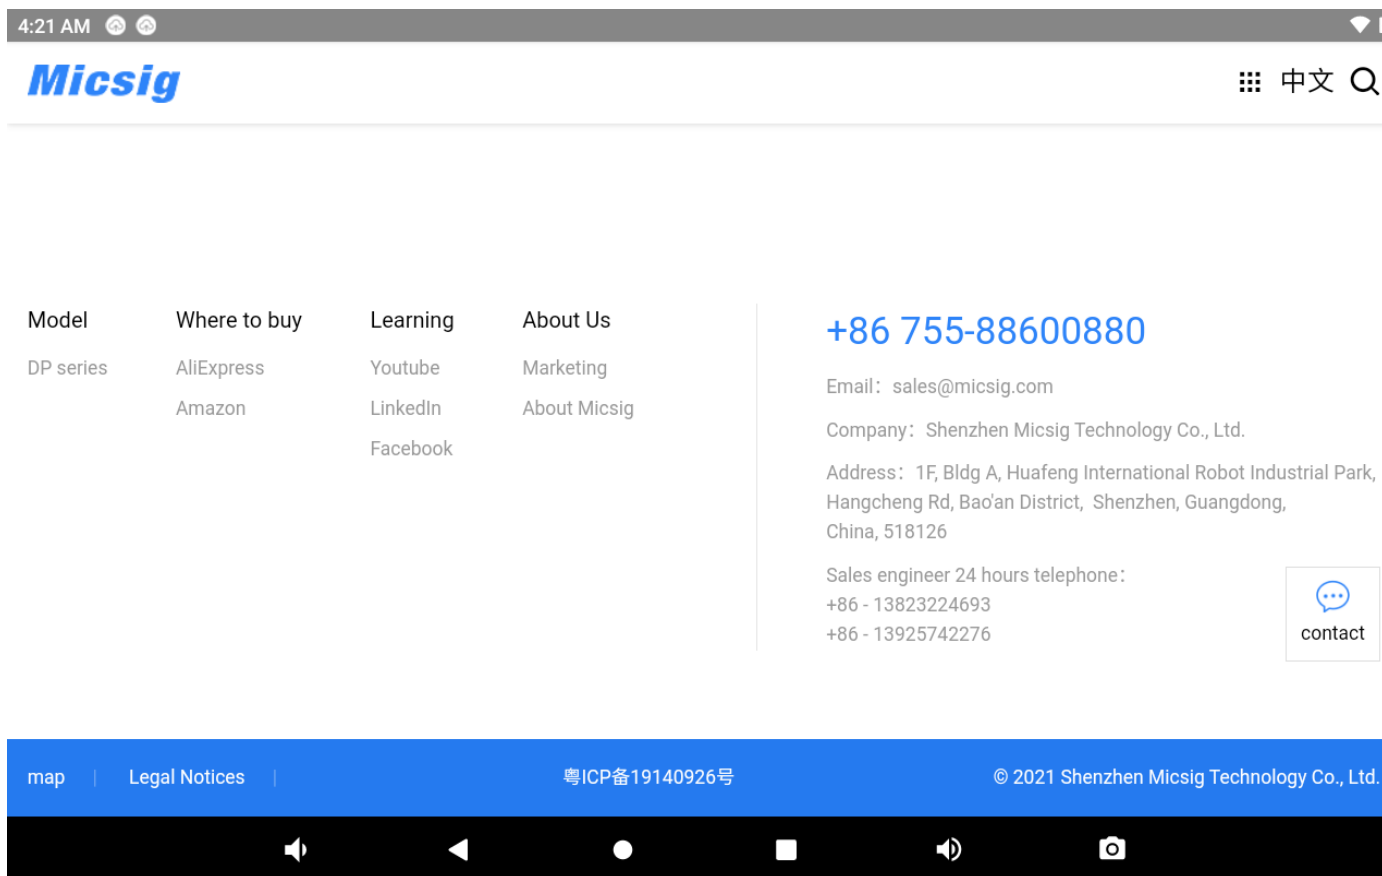 4:21 AM
Micsig
中文
Model
DP series
Where to buy
AliExpress
Amazon
Learning
Youtube
LinkedIn
Facebook
About Us
Marketing
About Micsig
+86 755-88600880
Email：sales@micsig.com
Company：Shenzhen Micsig Technology Co., Ltd.
Address：1F, Bldg A, Huafeng International Robot Industrial Park,
Hangcheng Rd, Bao'an District,  Shenzhen, Guangdong,
China, 518126
Sales engineer 24 hours telephone：
+86 - 13823224693
+86 - 13925742276
contact
map | Legal Notices |
粤ICP备19140926号
© 2021 Shenzhen Micsig Technology Co., Ltd.